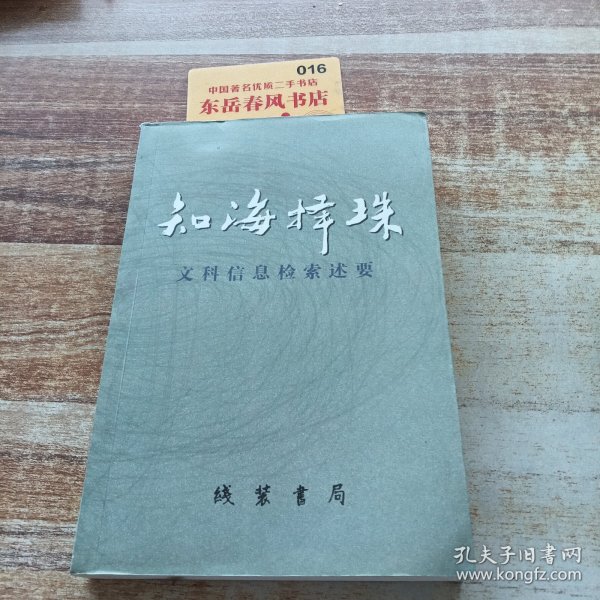 016
中国著名优质二手书店
东岳春风书店
知海择珠
文科信息检索述要
线装书局
孔夫子旧书网
www.kongfz.com